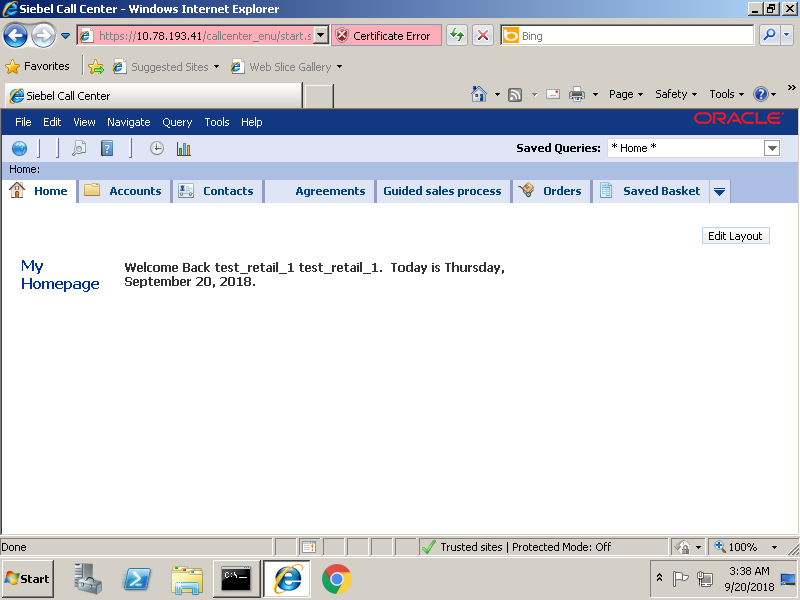 Siebel Call Center - Windows Internet Explorer
https://10.78.193.41/callcenter_enu/start.s
Certificate Error
Bing
Favorites
Suggested Sites
Web Slice Gallery
Siebel Call Center
Page
Safety
Tools
File Edit View Navigate Query Tools Help
ORACLE
Saved Queries:
* Home *
Home:
Home
Accounts
Contacts
Agreements
Guided sales process
Orders
Saved Basket
Edit Layout
My
Homepage
Welcome Back test_retail_1 test_retail_1. Today is Thursday,
September 20, 2018.
Done
Trusted sites | Protected Mode: Off
100%
Start
C:\.
3:38 AM
9/20/2018